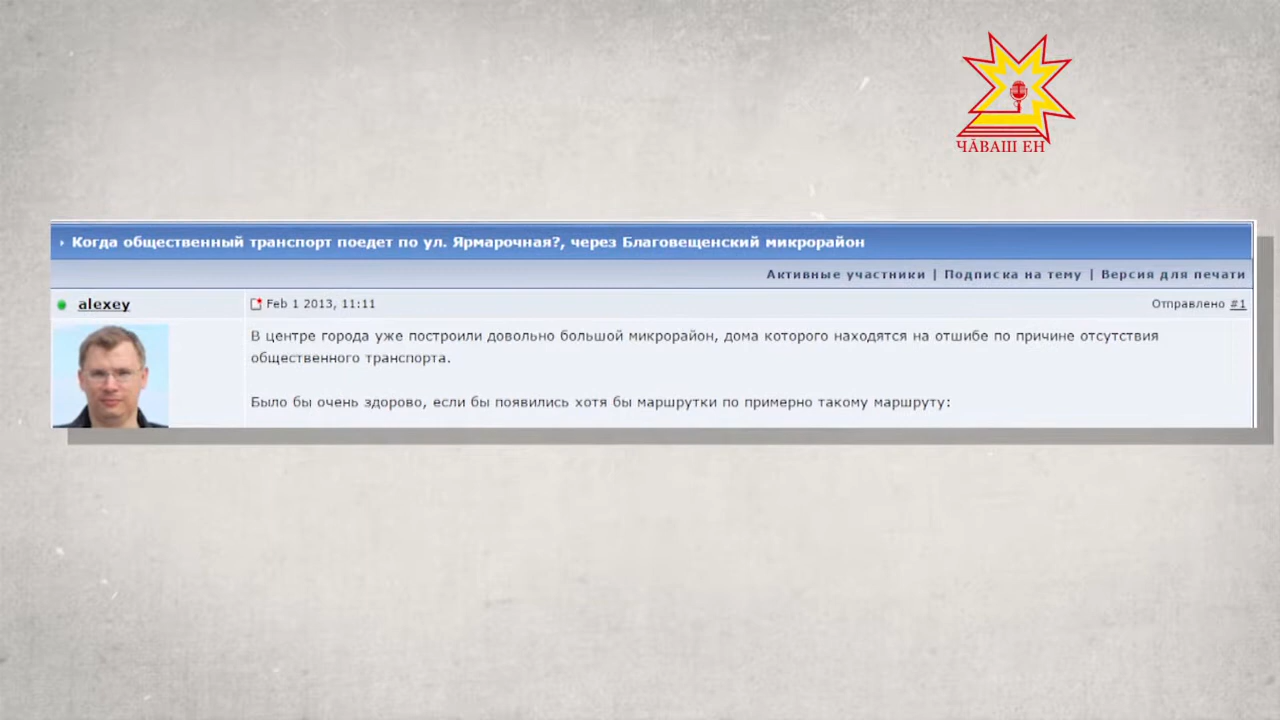 ЧӐВАШ ЕН
Когда общественный транспорт поедет по ул. Ярмарочная?, через Благовещенский микрорайон
Активные участники | Подписка на тему | Версия для печати
alexey
Feb 1 2013, 11:11
Отправлено #1
В центре города уже построили довольно большой микрорайон, дома которого находятся на отшибе по причине отсутствия
общественного транспорта.
Было бы очень здорово, если бы появились хотя бы маршрутки по примерно такому маршруту: